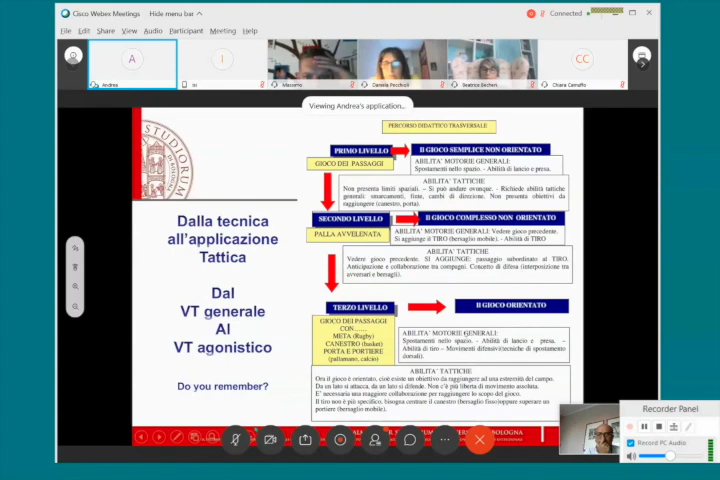 Cisco Webex Meetings
Hide menu bar
Connected
File Edit Share View Audio Participant Meeting Help
A
I
CC
Andrea
isi
Massimo
Daniela Pecchioli
Beatrice Becheri
Chiara Cerraffo
Viewing Andrea's application...
PERCORSO DIDATTICO TRASVERSALE
STUDIORUM
PRIMO LIVELLO
Il GIOCO SEMPLICE NON ORIENTATO
GIOCO DEI PASSAGGI
ABILITA' MOTORIE GENERALI:
Spostamenti nello spazio. - Abilità di lancio e presa.
ABILITA' TATTICHE
Non presenta limiti spaziali. – Si può andare ovunque. - Richiede abilità tattiche
generali: smarcamenti, finte, cambi di direzione. Non presenta obiettivi da
raggiungere (canestro, porta).
SECONDO LIVELLO
Il GIOCO COMPLESSO NON ORIENTATO
PALLA AVVELENATA
ABILITA' MOTORIE GENERALI: Vedere gioco precedente.
Si aggiunge il TIRO (bersaglio mobile). - Abilità di TIRO
ABILITA' TATTICHE
Vedere gioco precedente. SI AGGIUNGE: passaggio subordinato al TIRO.
Anticipazione e collaborazione tra compagni. Concetto di difesa (interposizione tra
avversari e bersagli).
Dalla tecnica
all'applicazione
Tattica
Dal
VT generale
Al
VT agonistico
Do you remember?
TERZO LIVELLO
Il GIOCO ORIENTATO
GIOCO DEI PASSAGGI
CON……
META (Rugby)
CANESTRO (basket)
PORTA E PORTIERE
(pallamano, calcio)
ABILITA' MOTORIE GENERALI:
Spostamenti nello spazio. - Abilità di lancio e presa. –
Abilità di tiro – Movimenti difensivi(tecniche di spostamento
dorsali).
ABILITA' TATTICHE
Ora il gioco è orientato, cioè esiste un obiettivo da raggiungere ad una estremità del campo.
Da un lato si attacca, da un lato si difende. Non c'è più libertà di movimento assoluta.
E' necessaria una maggiore collaborazione per raggiungere lo scopo del gioco.
Il tiro non è più specifico, bisogna centrare il canestro (bersaglio fisso)oppure superare un
portiere (bersaglio mobile).
BOLOGNA
Recorder Panel
Record PC Audio